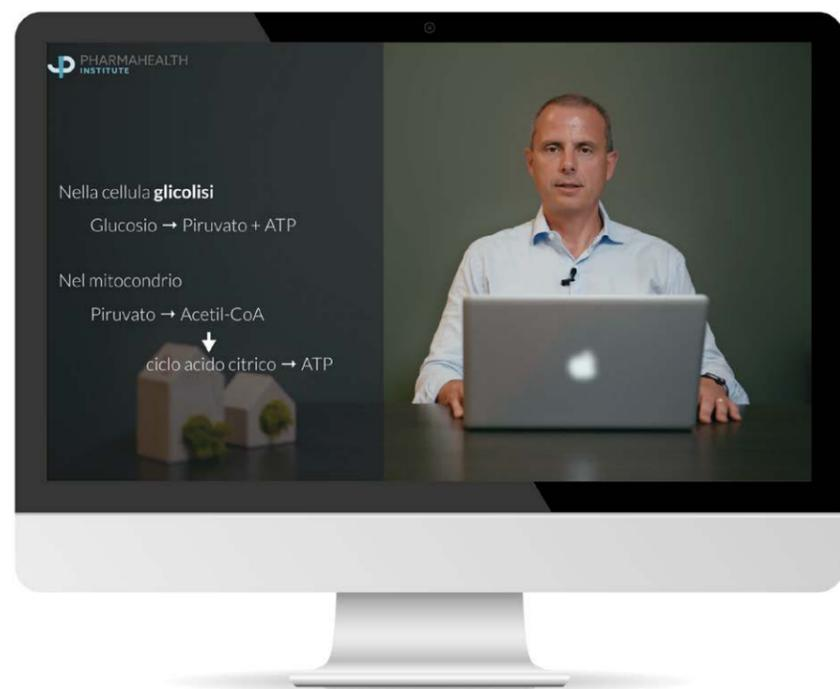 PHARMAHEALTH
INSTITUTE
Nella cellula glicolisi
Glucosio → Piruvato + ATP
Nel mitocondrio
Piruvato → Acetil-CoA
ciclo acido citrico → ATP